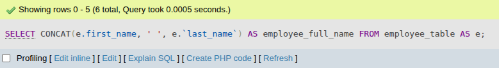 Showing rows 0 - 5 (6 total, Query took 0.0005 seconds.)
SELECT CONCAT(e.first_name, ' ', e.`last_name`) AS employee_full_name FROM employee_table AS e;
Profiling [ Edit inline ] [ Edit ] [ Explain SQL ] [ Create PHP code ] [ Refresh ]